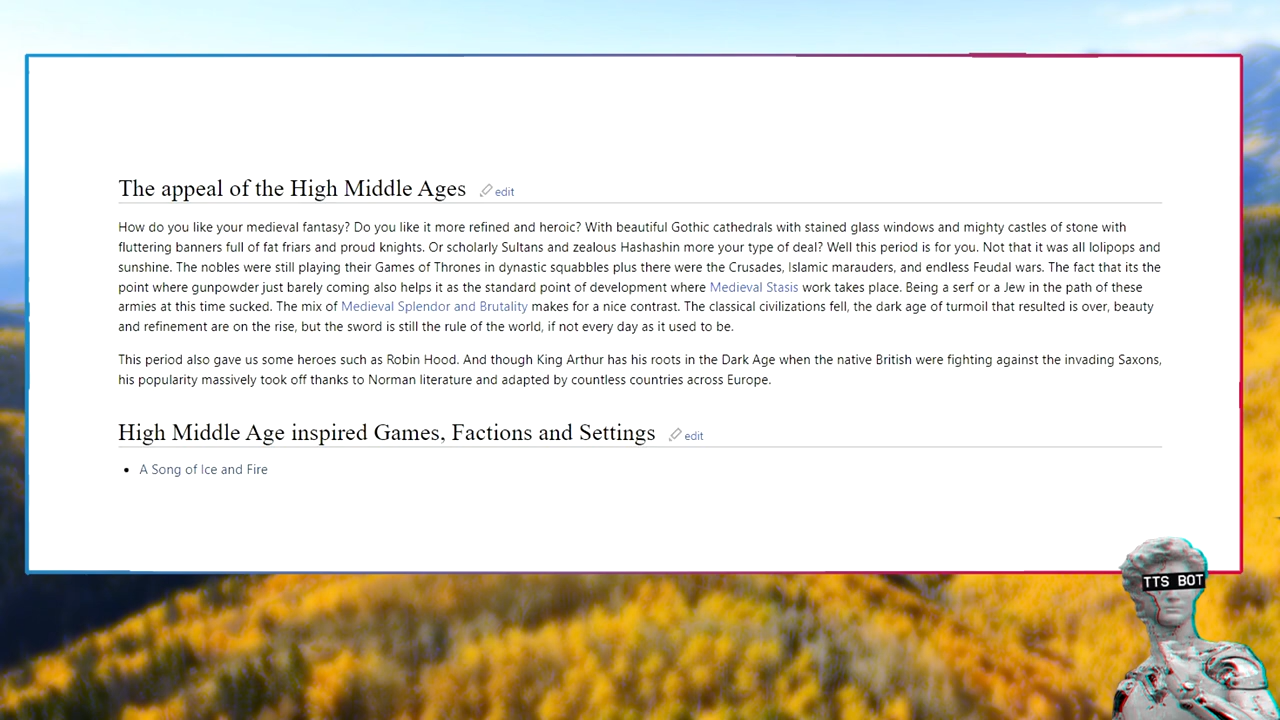 The appeal of the High Middle Ages edit
How do you like your medieval fantasy? Do you like it more refined and heroic? With beautiful Gothic cathedrals with stained glass windows and mighty castles of stone with
fluttering banners full of fat friars and proud knights. Or scholarly Sultans and zealous Hashashin more your type of deal? Well this period is for you. Not that it was all lolipops and
sunshine. The nobles were still playing their Games of Thrones in dynastic squabbles plus there were the Crusades, Islamic marauders, and endless Feudal wars. The fact that its the
point where gunpowder just barely coming also helps it as the standard point of development where Medieval Stasis work takes place. Being a serf or a Jew in the path of these
armies at this time sucked. The mix of Medieval Splendor and Brutality makes for a nice contrast. The classical civilizations fell, the dark age of turmoil that resulted is over, beauty
and refinement are on the rise, but the sword is still the rule of the world, if not every day as it used to be.
This period also gave us some heroes such as Robin Hood. And though King Arthur has his roots in the Dark Age when the native British were fighting against the invading Saxons,
his popularity massively took off thanks to Norman literature and adapted by countless countries across Europe.
High Middle Age inspired Games, Factions and Settings edit
• A Song of Ice and Fire
TTS BOT